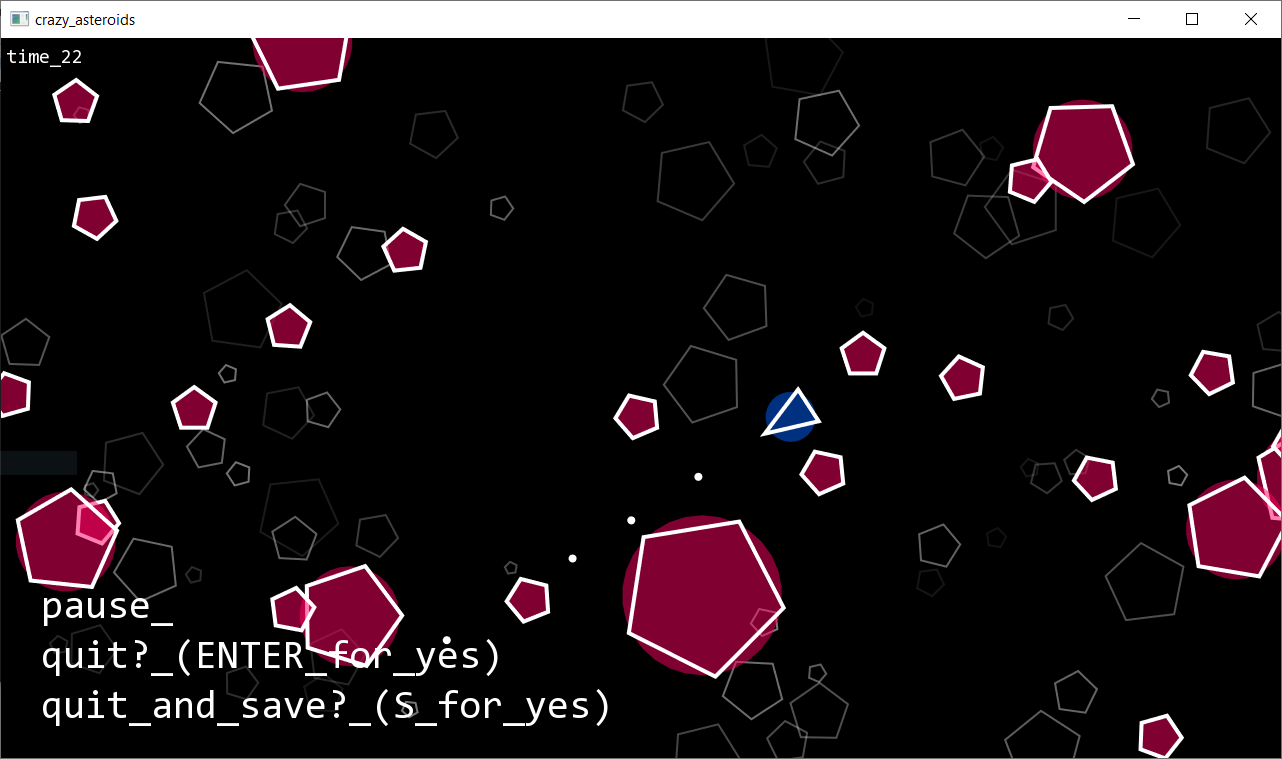 crazy_asteroids
time_22
pause_
quit?_(ENTER_for_yes)
quit_and_save?_(S_for_yes)